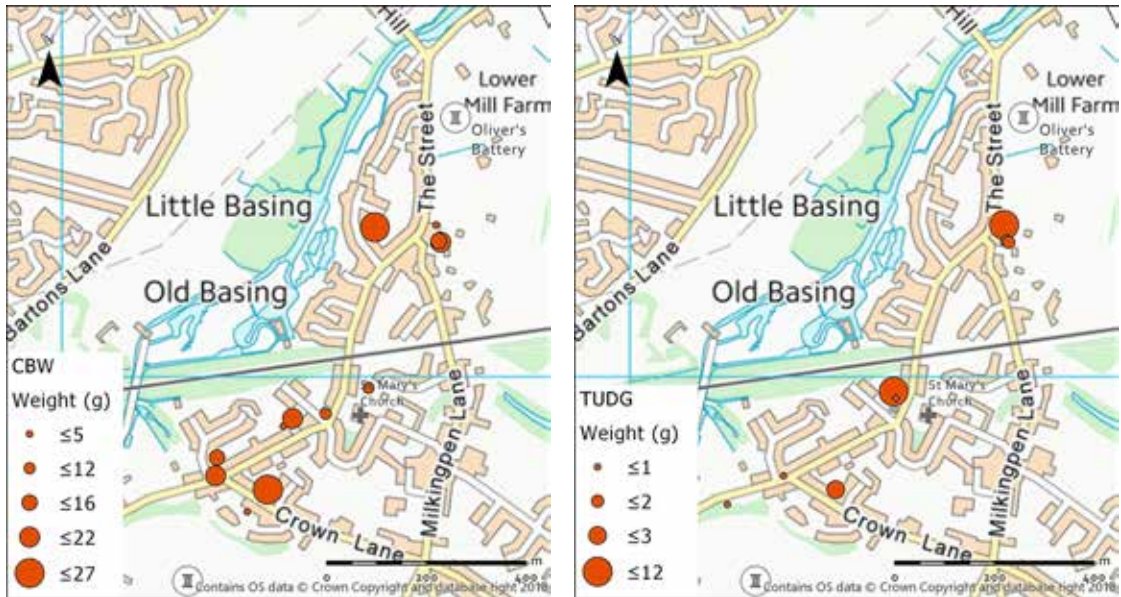 Hill
Lower
Mill Farm
Oliver's
Battery
The Street
Little Basing
Bartons Lane
Old Basing
CBW
Weight (g)
≤5
≤12
≤16
≤22
≤27
St Mary's
Church
Milkingpen Lane
Crown Lane
0 200 400 m
Contains OS data © Crown Copyright and database right 2018
Hill
Lower
Mill Farm
Oliver's
Battery
The Street
Little Basing
Bartons Lane
Old Basing
TUDG
Weight (g)
≤1
≤2
≤3
≤12
St Mary's
Church
Milkingpen Lane
Crown Lane
0 200 400 m
Contains OS data © Crown Copyright and database right